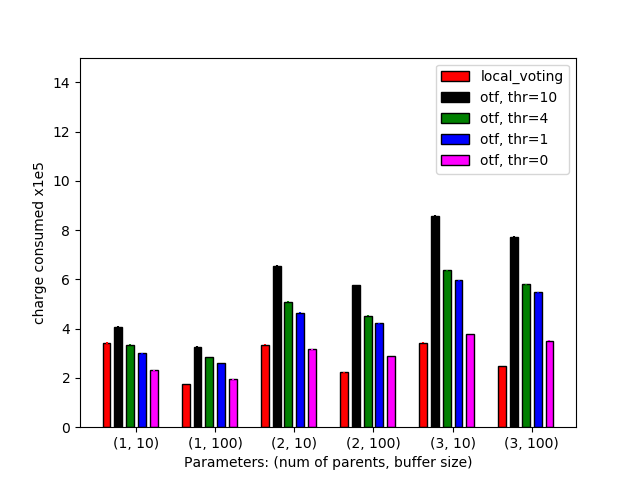 local_voting
otf, thr=10
otf, thr=4
otf, thr=1
otf, thr=0
charge consumed x1e5
14
12
10
8
6
4
2
0
(1, 10) (1, 100) (2, 10) (2, 100) (3, 10) (3, 100)
Parameters: (num of parents, buffer size)